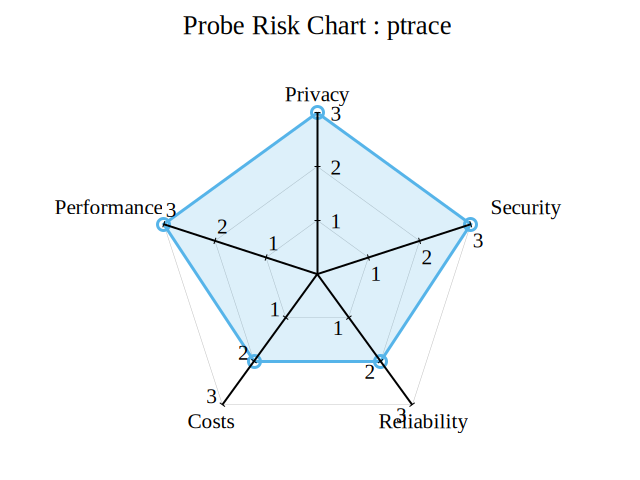 Probe Risk Chart : ptrace
Privacy
3
2
1
Performance
3
2
1
Security
3
2
1
1
2
3
Costs
1
2
3
Reliability